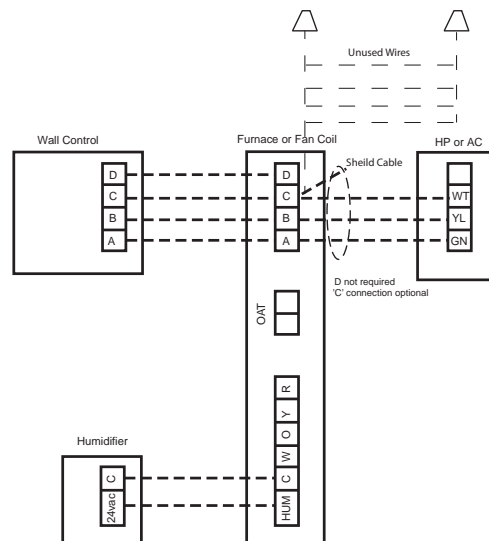 Unused Wires
Wall Control
Furnace or Fan Coil
HP or AC
Sheild Cable
D
D
C
C
WT
B
B
YL
A
A
GN
D not required
'C' connection optional
OAT
R
Y
O
W
C
HUM
Humidifier
C
24vac